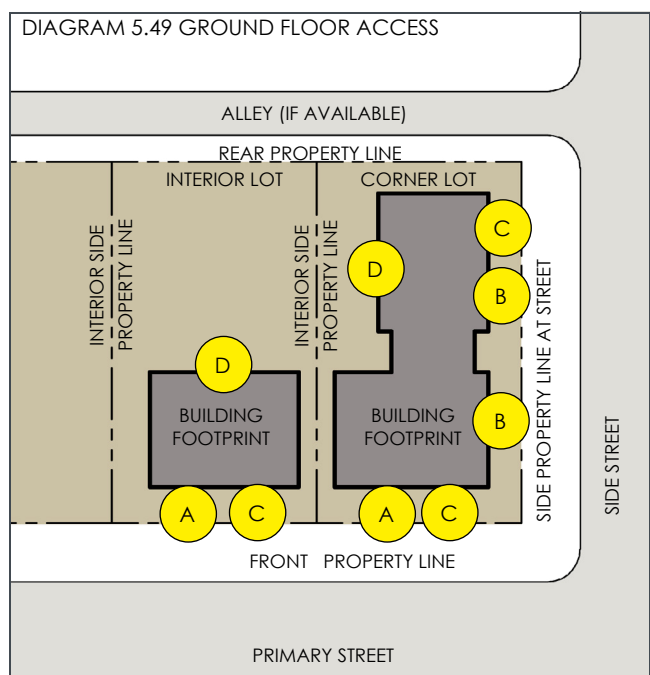 DIAGRAM 5.49 GROUND FLOOR ACCESS
ALLEY (IF AVAILABLE)
REAR PROPERTY LINE
INTERIOR LOT
CORNER LOT
INTERIOR SIDE
PROPERTY LINE
INTERIOR SIDE
PROPERTY LINE
C
D
B
SIDE PROPERTY LINE AT STREET
D
BUILDING
FOOTPRINT
BUILDING
FOOTPRINT
B
SIDE STREET
A
C
A
C
FRONT PROPERTY LINE
PRIMARY STREET